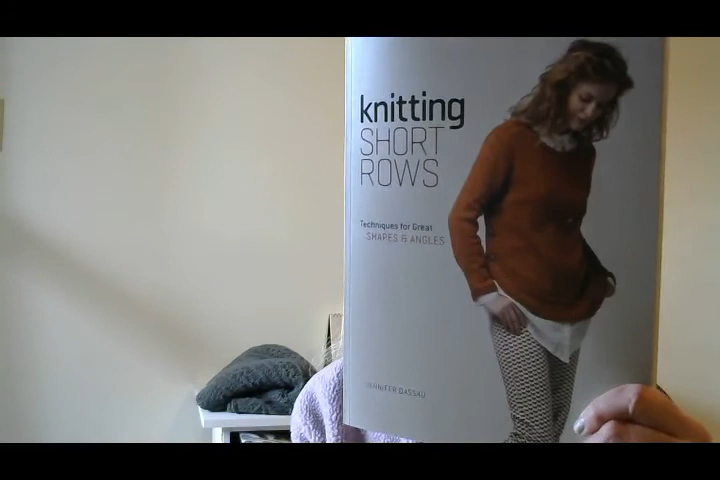 knitting
SHORT
ROWS
Techniques for Great
SHAPES & ANGLES
JENNIFER DASSAU